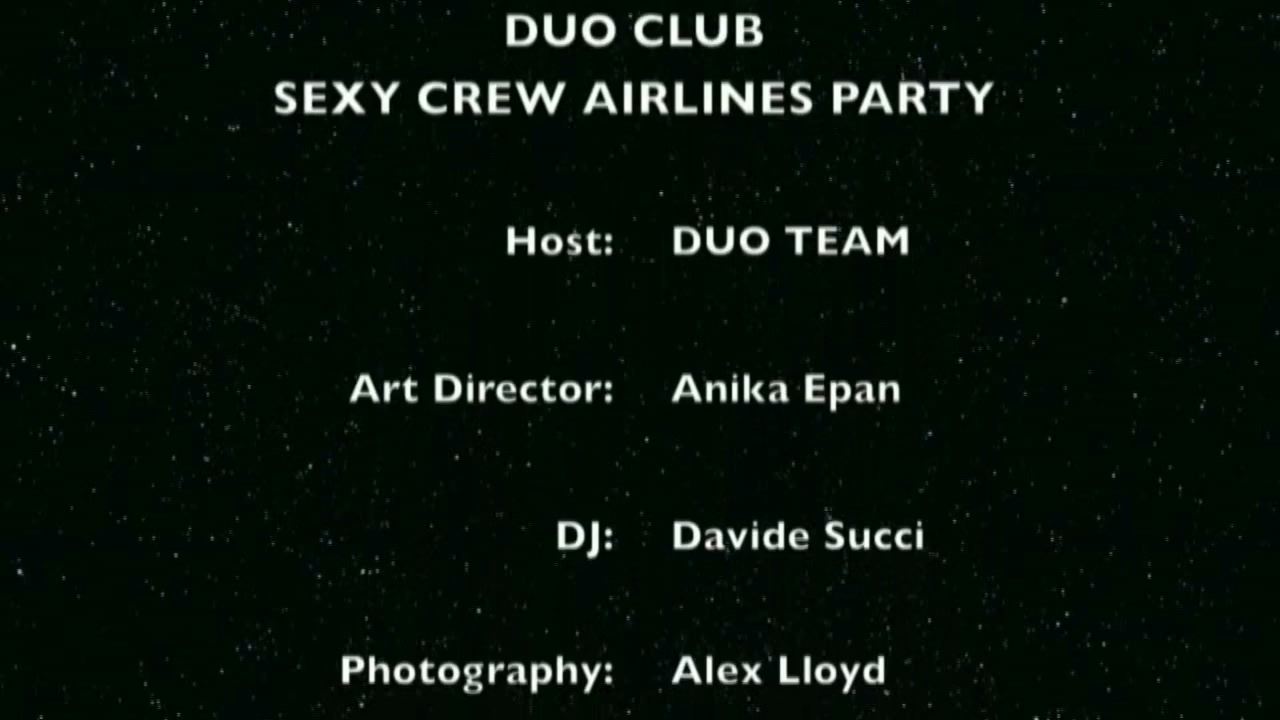 DUO CLUB
SEXY CREW AIRLINES PARTY
Host: DUO TEAM
Art Director: Anika Epan
DJ: Davide Succi
Photography: Alex Lloyd